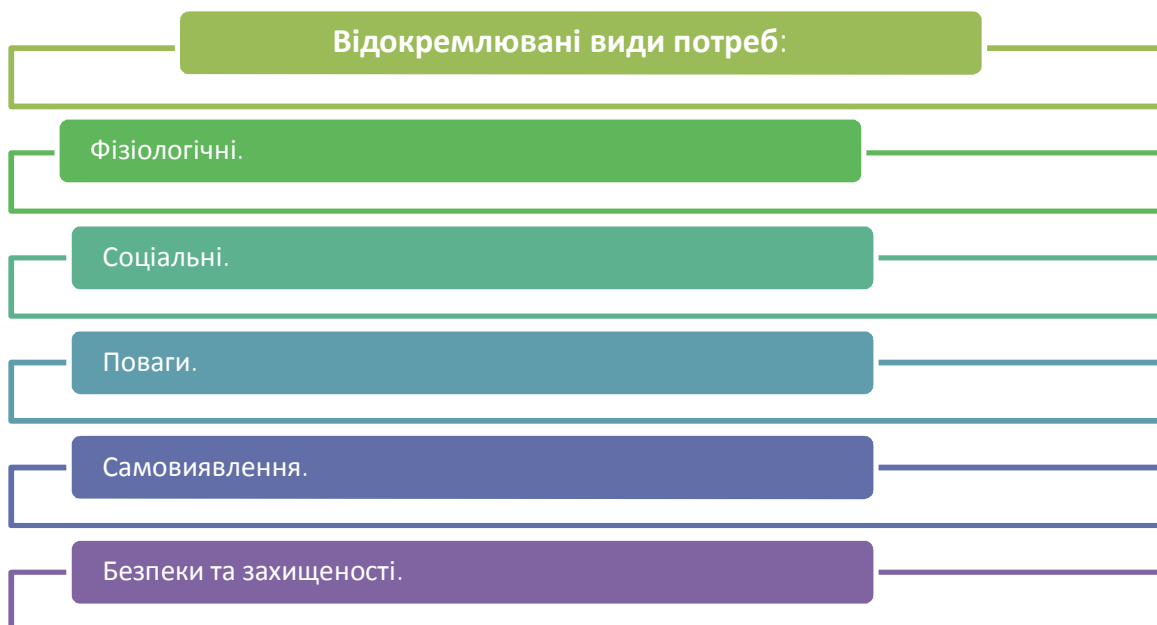 Відокремлювані види потреб:
Фізіологічні.
Соціальні.
Поваги.
Самовиявлення.
Безпеки та захищеності.